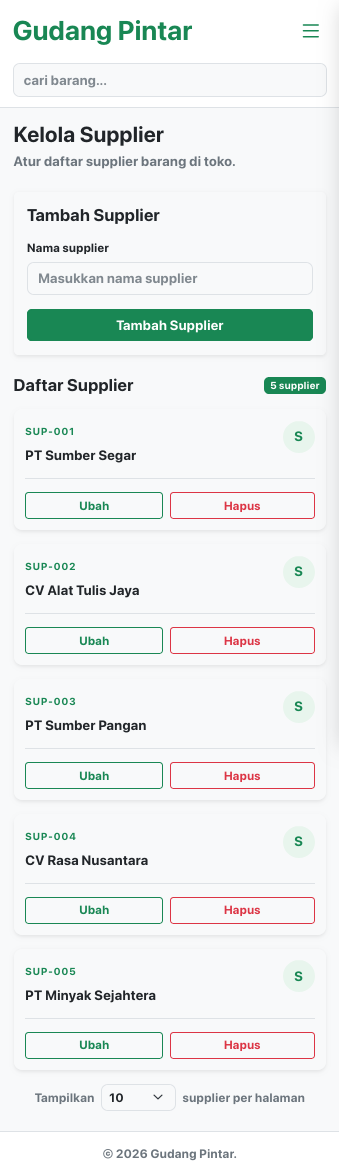 Gudang Pintar
cari barang...
Kelola Supplier
Atur daftar supplier barang di toko.
Tambah Supplier
Nama supplier
Masukkan nama supplier
Tambah Supplier
Daftar Supplier 5 supplier
SUP-001 S
PT Sumber Segar
Ubah Hapus
SUP-002 S
CV Alat Tulis Jaya
Ubah Hapus
SUP-003 S
PT Sumber Pangan
Ubah Hapus
SUP-004 S
CV Rasa Nusantara
Ubah Hapus
SUP-005 S
PT Minyak Sejahtera
Ubah Hapus
Tampilkan 10 supplier per halaman
© 2026 Gudang Pintar.